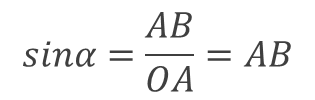 sinα = AB/OA = AB